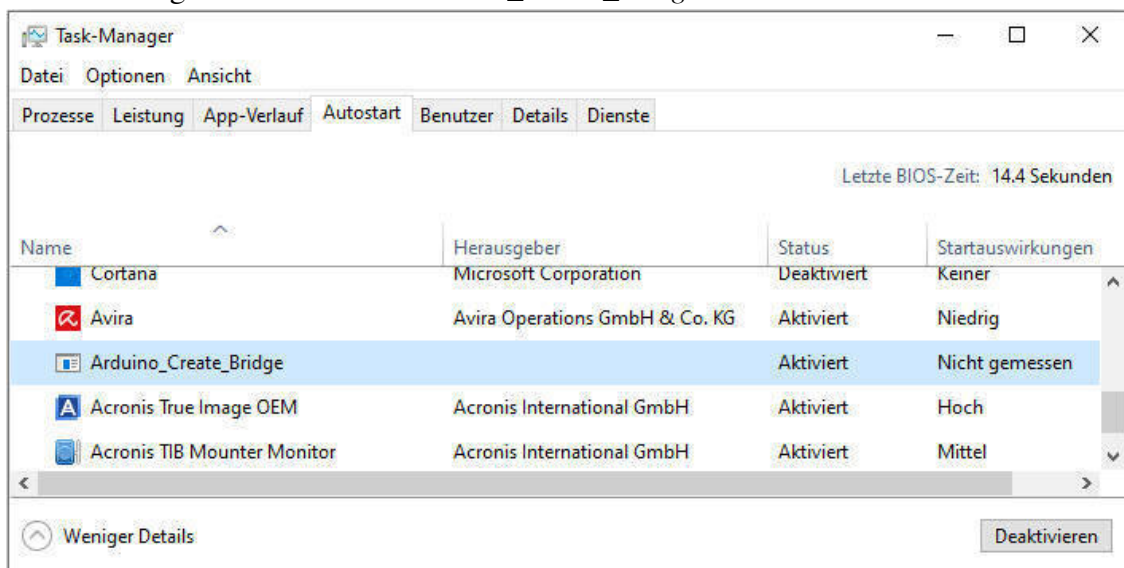 Task-Manager
Datei Optionen Ansicht
Prozesse Leistung App-Verlauf Autostart Benutzer Details Dienste
Letzte BIOS-Zeit: 14.4 Sekunden
Name Herausgeber Status Startauswirkungen
Cortana Microsoft Corporation Deaktiviert Keiner
Avira Avira Operations GmbH & Co. KG Aktiviert Niedrig
Arduino_Create_Bridge Aktiviert Nicht gemessen
Acronis True Image OEM Acronis International GmbH Aktiviert Hoch
Acronis TIB Mounter Monitor Acronis International GmbH Aktiviert Mittel
Weniger Details Deaktivieren